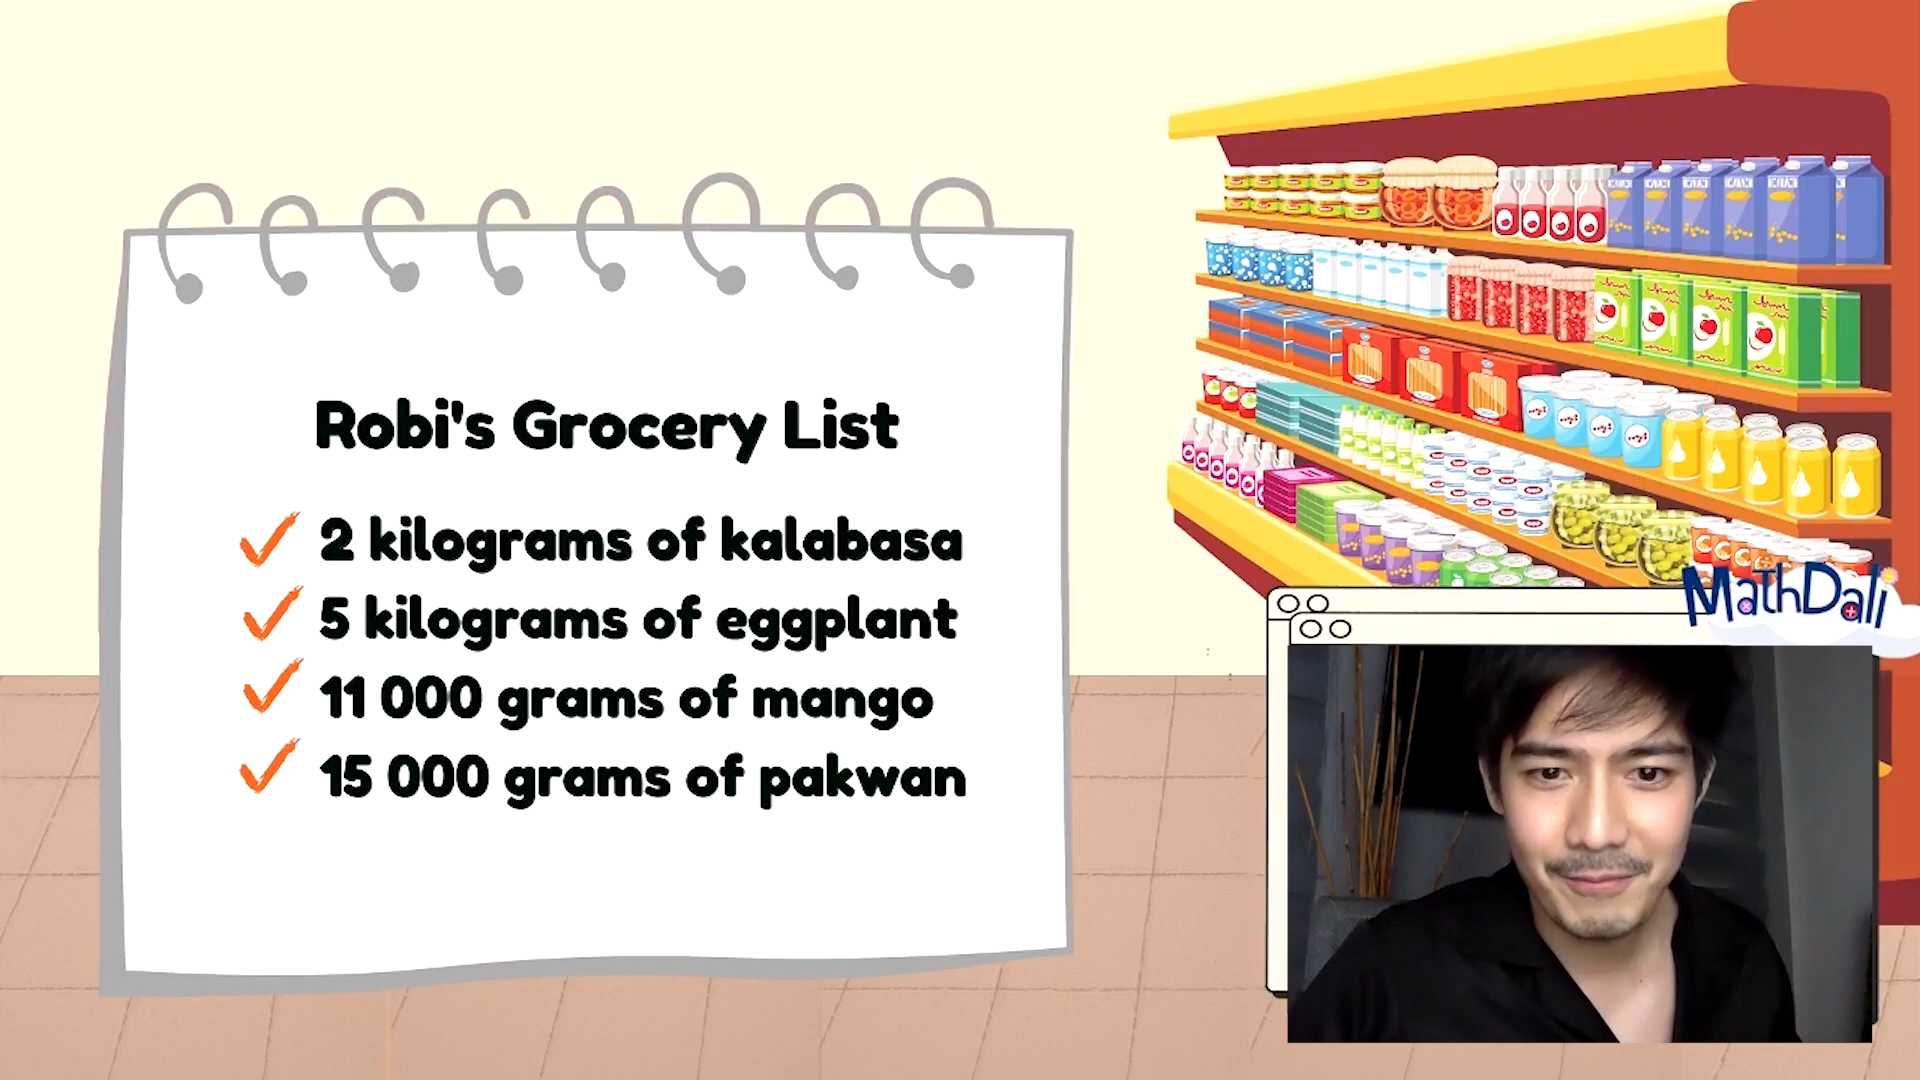 Robi's Grocery List
2 kilograms of kalabasa
5 kilograms of eggplant
11 000 grams of mango
15 000 grams of pakwan
MathDali